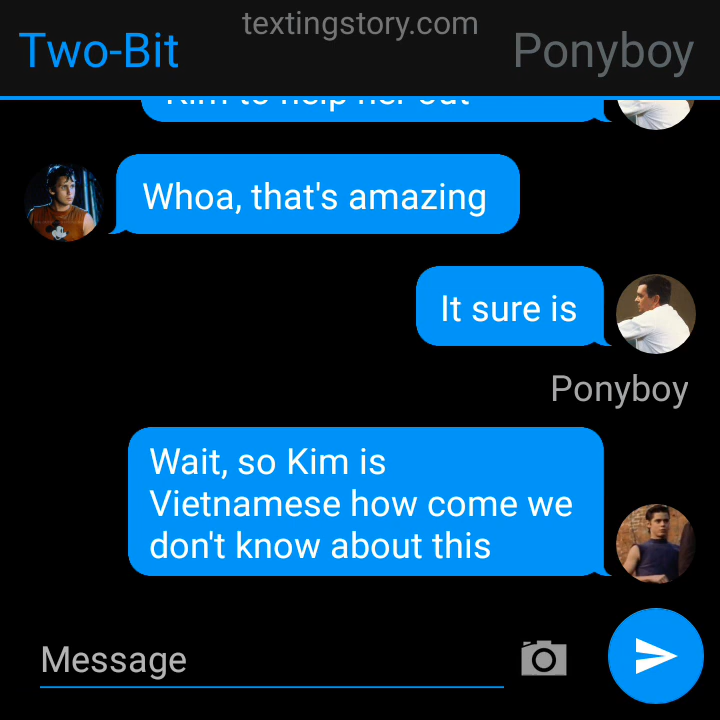 textingstory.com
Two-Bit
Ponyboy
Kim to help her out
Whoa, that's amazing
It sure is
Ponyboy
Wait, so Kim is
Vietnamese how come we
don't know about this
Message